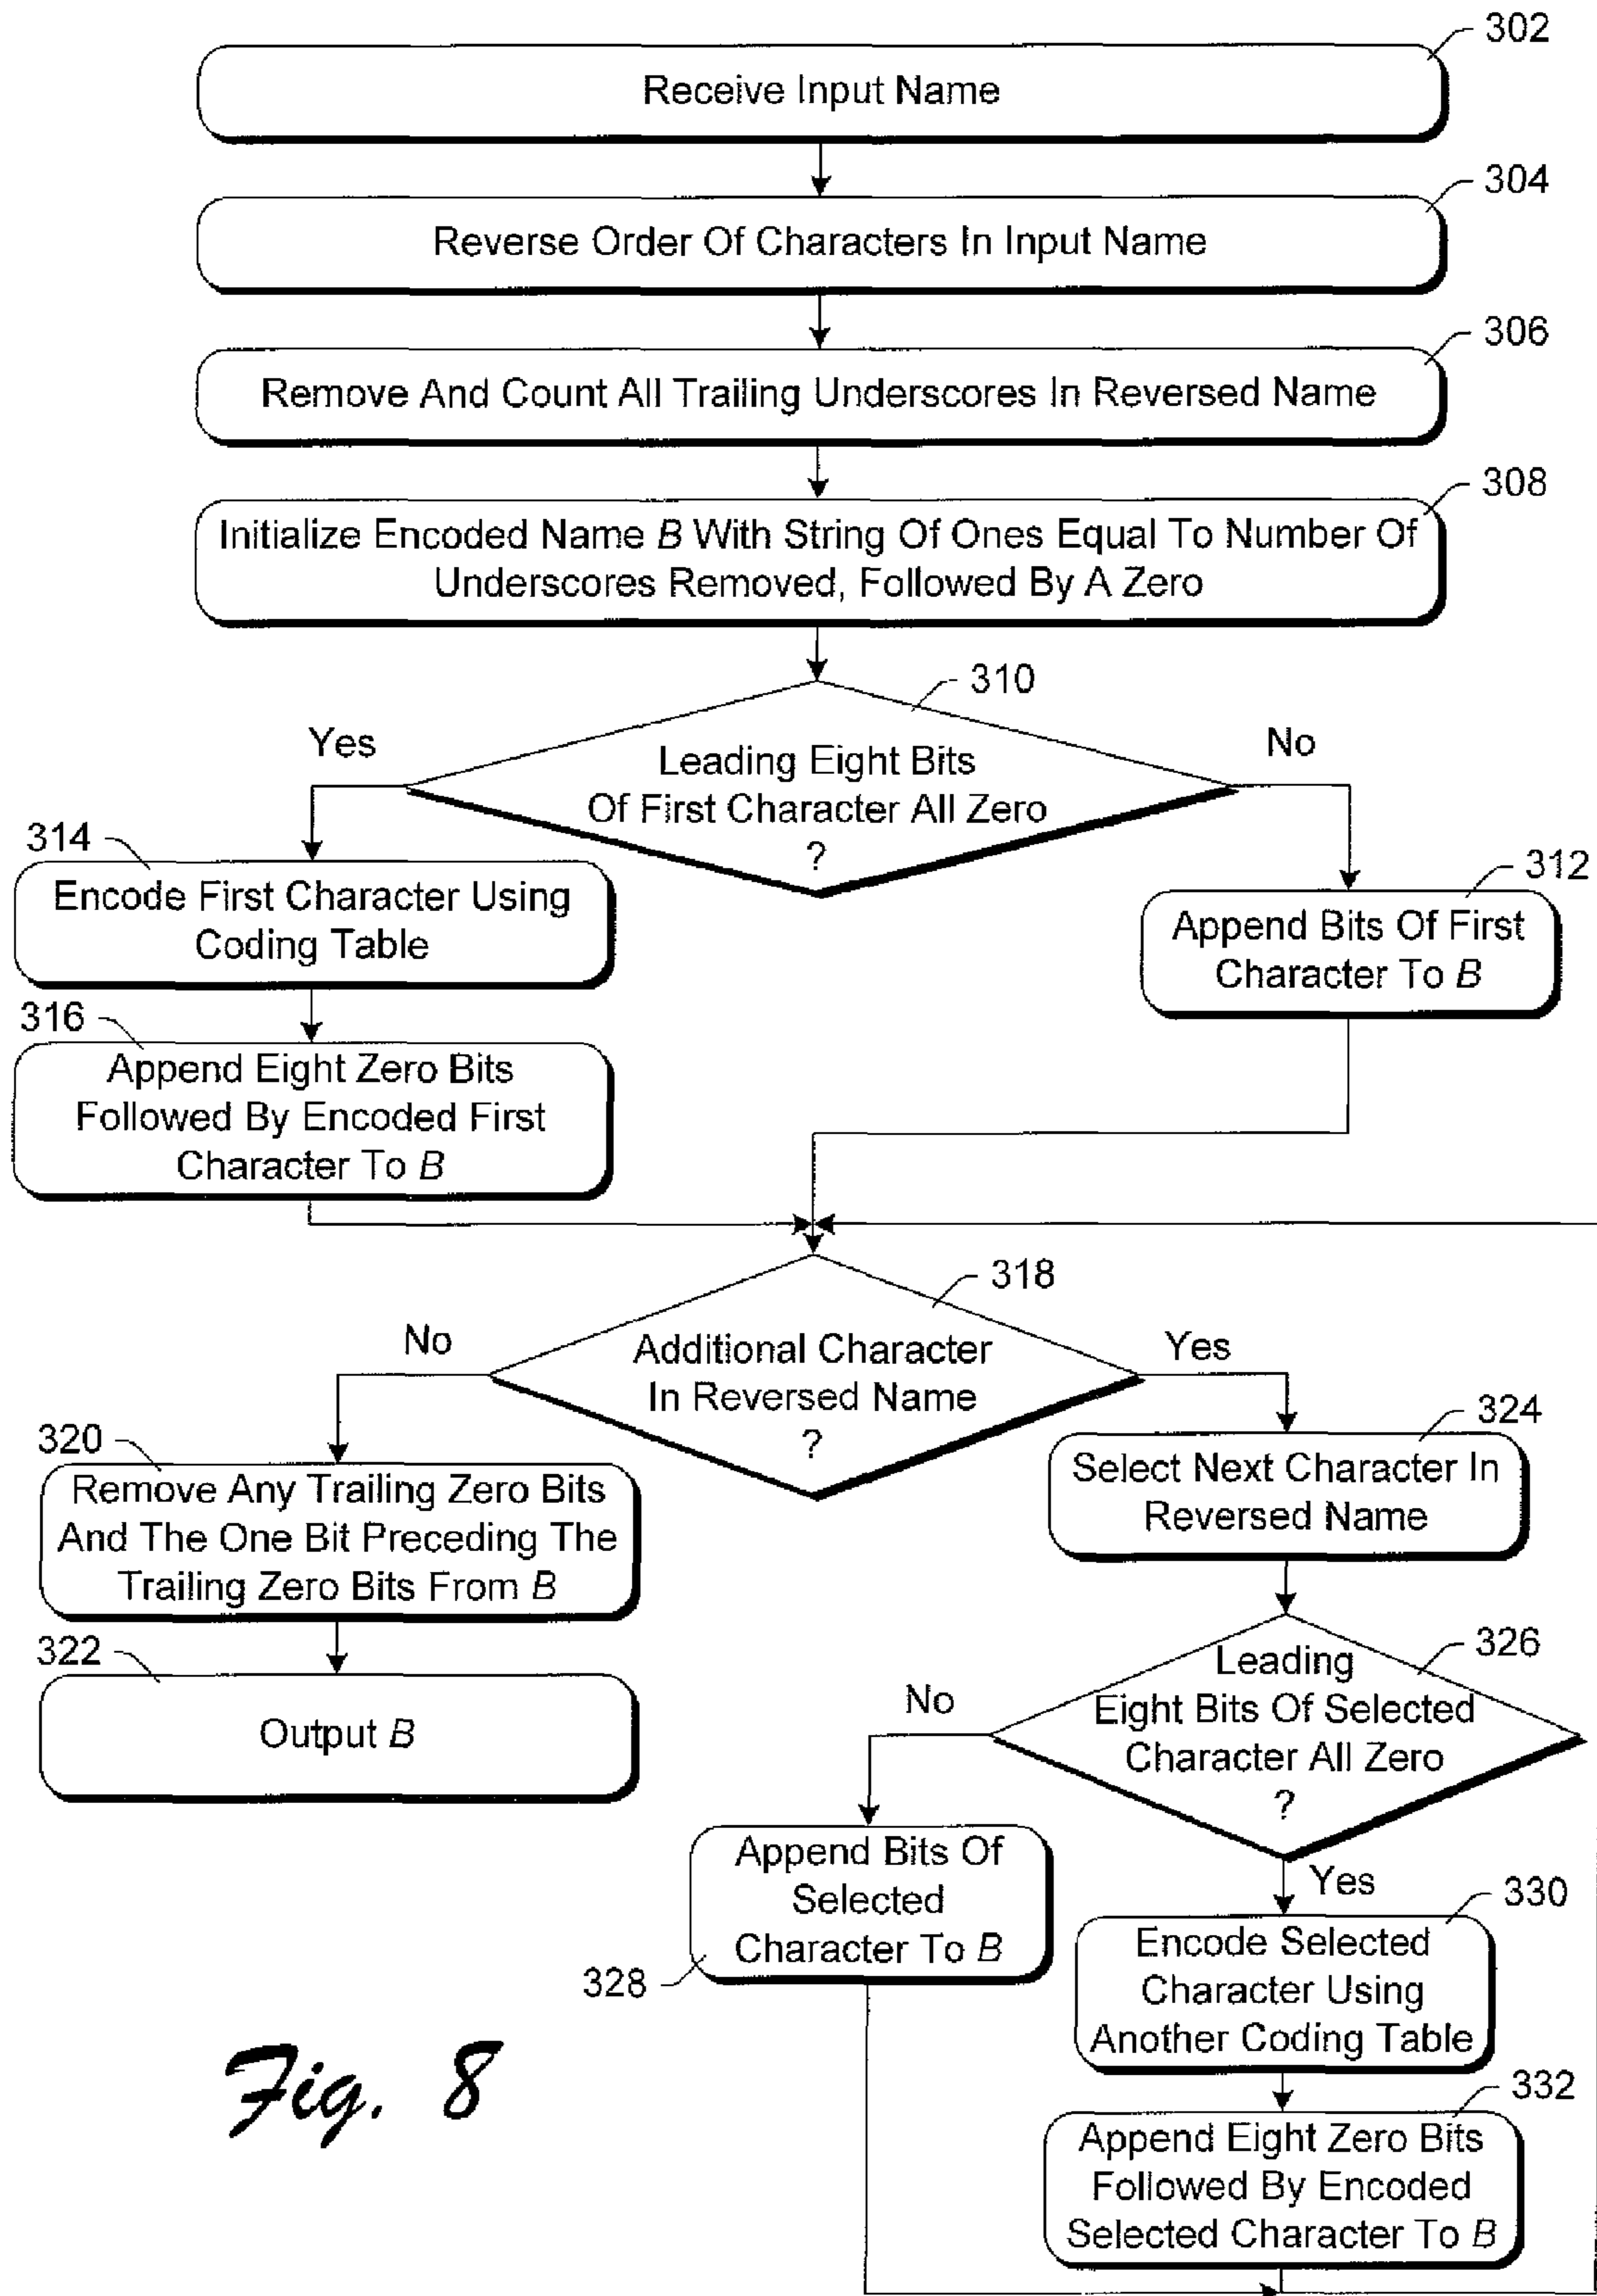 302
Receive Input Name
304
Reverse Order Of Characters In Input Name
306
Remove And Count All Trailing Underscores In Reversed Name
308
Initialize Encoded Name B With String Of Ones Equal To Number Of
Underscores Removed, Followed By A Zero
310
Yes
No
Leading Eight Bits
Of First Character All Zero
?
314
Encode First Character Using
Coding Table
312
Append Bits Of First
Character To B
316
Append Eight Zero Bits
Followed By Encoded First
Character To B
318
No
Yes
Additional Character
In Reversed Name
?
320
Remove Any Trailing Zero Bits
And The One Bit Preceding The
Trailing Zero Bits From B
324
Select Next Character In
Reversed Name
322
Output B
326
No
Leading
Eight Bits Of Selected
Character All Zero
?
Yes
Append Bits Of
Selected
Character To B
328
330
Encode Selected
Character Using
Another Coding Table
332
Append Eight Zero Bits
Followed By Encoded
Selected Character To B
Fig. 8